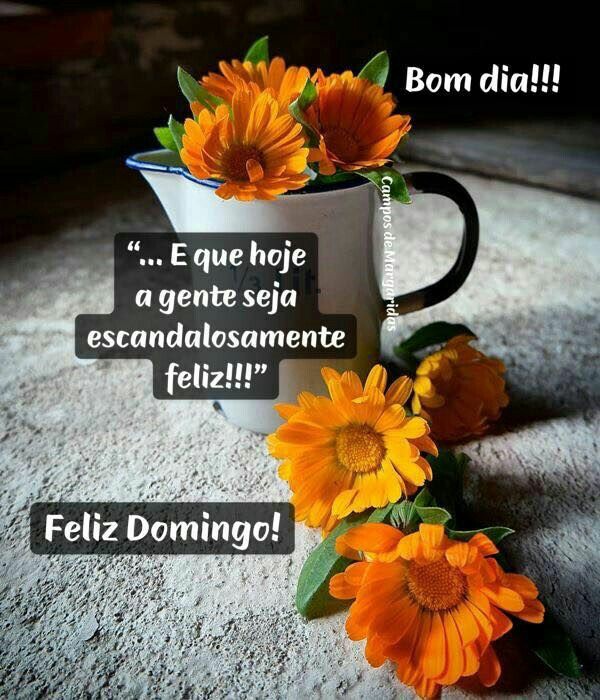 Bom dia!!!
Campos de Margaridas
“... E que hoje
a gente seja
escandalosamente
feliz!!!”
Feliz Domingo!